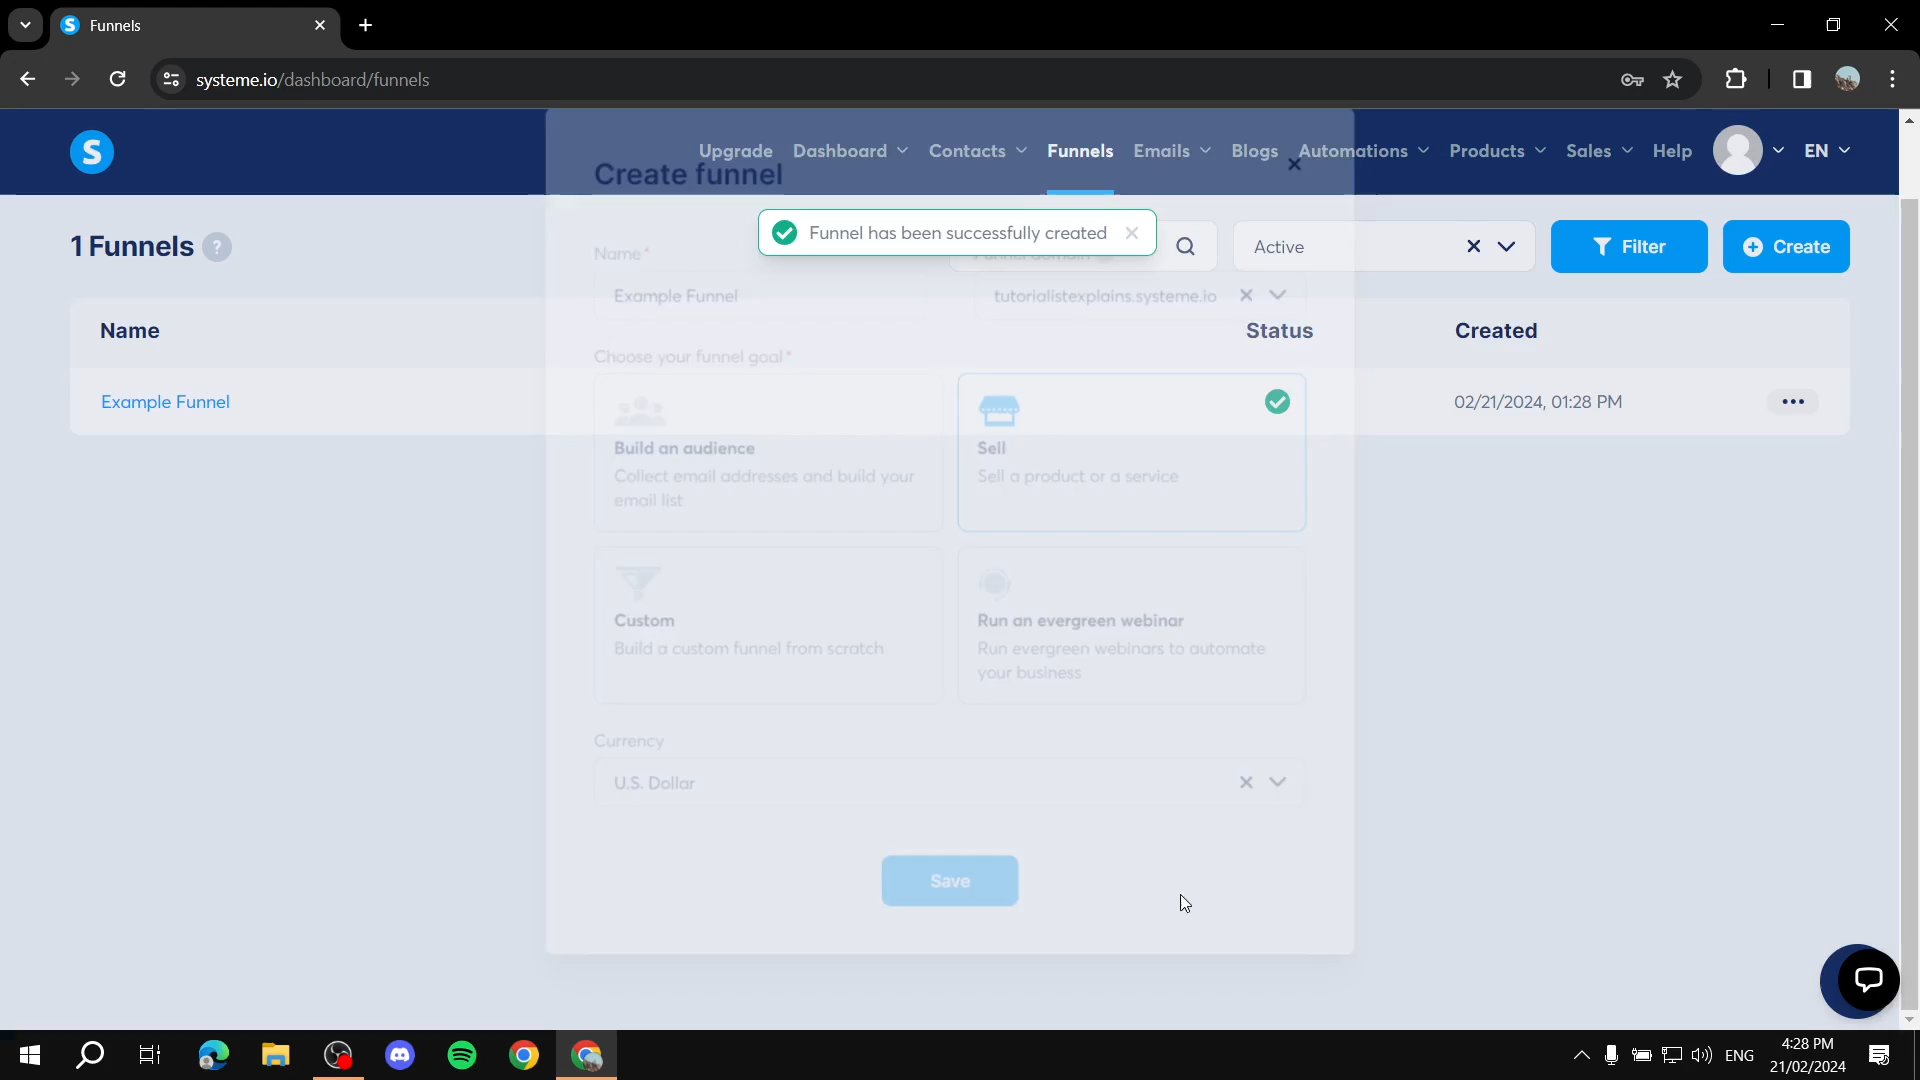 Funnels
systeme.io/dashboard/funnels
S
Upgrade Dashboard Contacts Funnels Emails Blogs Automations Products Sales Help EN
Create funnel
Funnel has been successfully created
1 Funnels ?
Active
Filter
Create
Name*
Funnel domain
Example Funnel
tutorialistexplains.systeme.io
Name Status Created
Choose your funnel goal*
Example Funnel
02/21/2024, 01:28 PM
Build an audience
Collect email addresses and build your
email list
Sell
Sell a product or a service
Custom
Build a custom funnel from scratch
Run an evergreen webinar
Run evergreen webinars to automate
your business
Currency
U.S. Dollar
Save
ENG
4:28 PM
21/02/2024